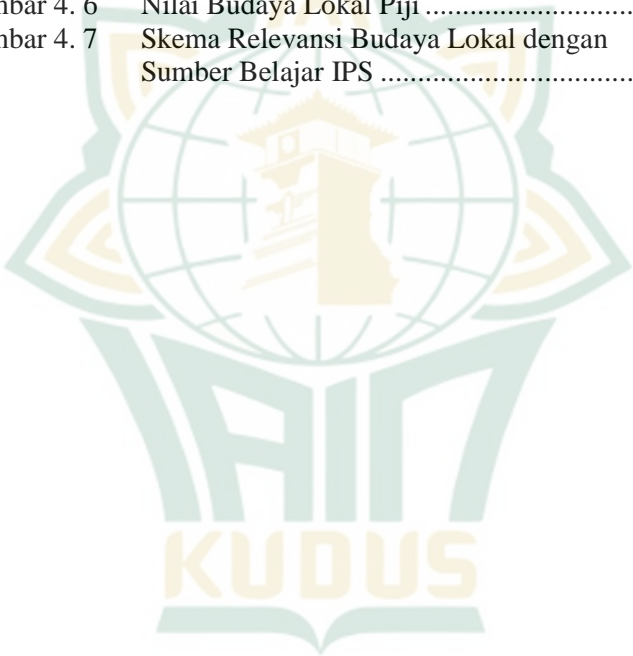 mbar 4. 6 Nilai Budaya Lokal Piji ................................
mbar 4. 7 Skema Relevansi Budaya Lokal dengan
Sumber Belajar IPS ...................................
IAIN
KUDUS